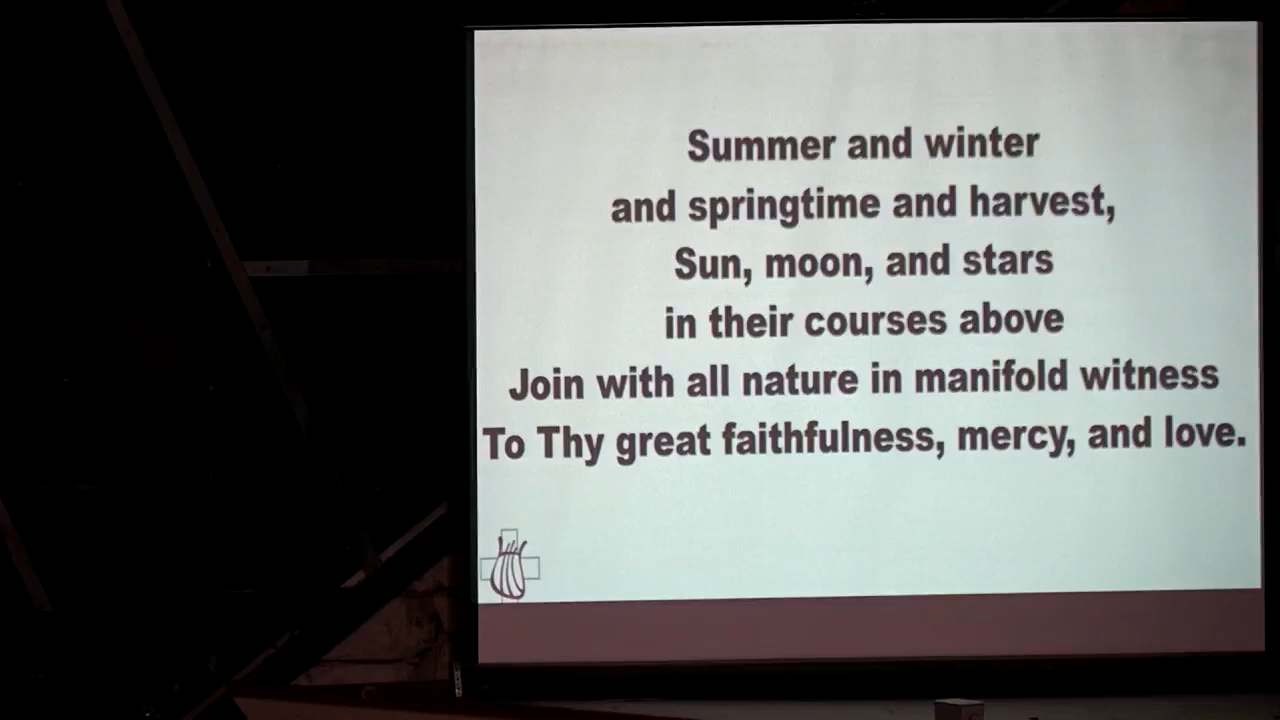 Summer and winter
and springtime and harvest,
Sun, moon, and stars
in their courses above
Join with all nature in manifold witness
To Thy great faithfulness, mercy, and love.